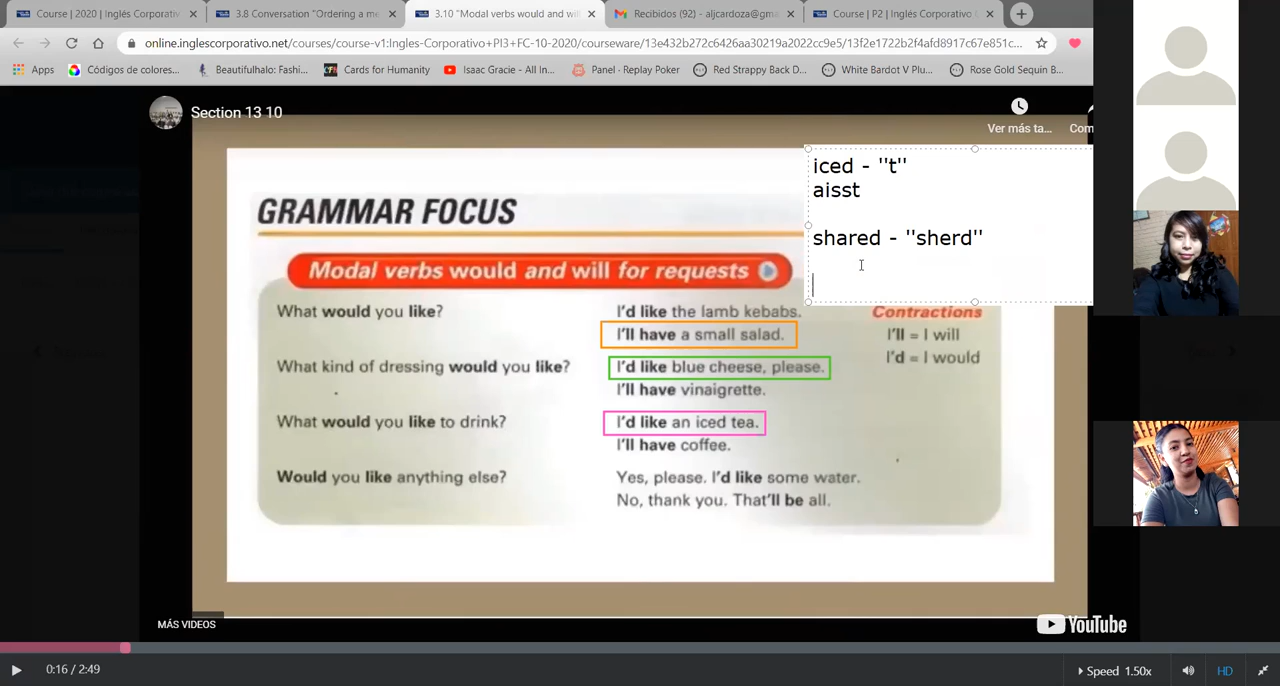 Course | 2020 | Inglés Corporativ
3.8 Conversation "Ordering a me
3.10 "Modal verbs would and wil
Recibidos (92) - aljcardoza@gma
Course | P2 | Inglés Corporativo
online.inglescorporativo.net/courses/course-v1:Ingles-Corporativo+PI3+FC-10-2020/courseware/13e432b272c6426aa30219a2022cc9e5/13f2e1722b2f4afd8917c67e851c...
Apps
Códigos de colores...
Beautifulhalo: Fashi...
Cards for Humanity
Isaac Gracie - All In...
Panel · Replay Poker
Red Strappy Back D...
White Bardot V Plu...
Rose Gold Sequin B...
Section 13 10
Ver más ta...
Com
iced - "t"
aisst
shared - "sherd"
GRAMMAR FOCUS
Modal verbs would and will for requests
What would you like?
I'd like the lamb kebabs.
I'll have a small salad.
What kind of dressing would you like?
I'd like blue cheese, please.
I'll have vinaigrette.
What would you like to drink?
I'd like an iced tea.
I'll have coffee.
Would you like anything else?
Yes, please. I'd like some water.
No, thank you. That'll be all.
Contractions
I'll = I will
I'd = I would
MÁS VIDEOS
YouTube
0:16 / 2:49
Speed 1.50x
HD